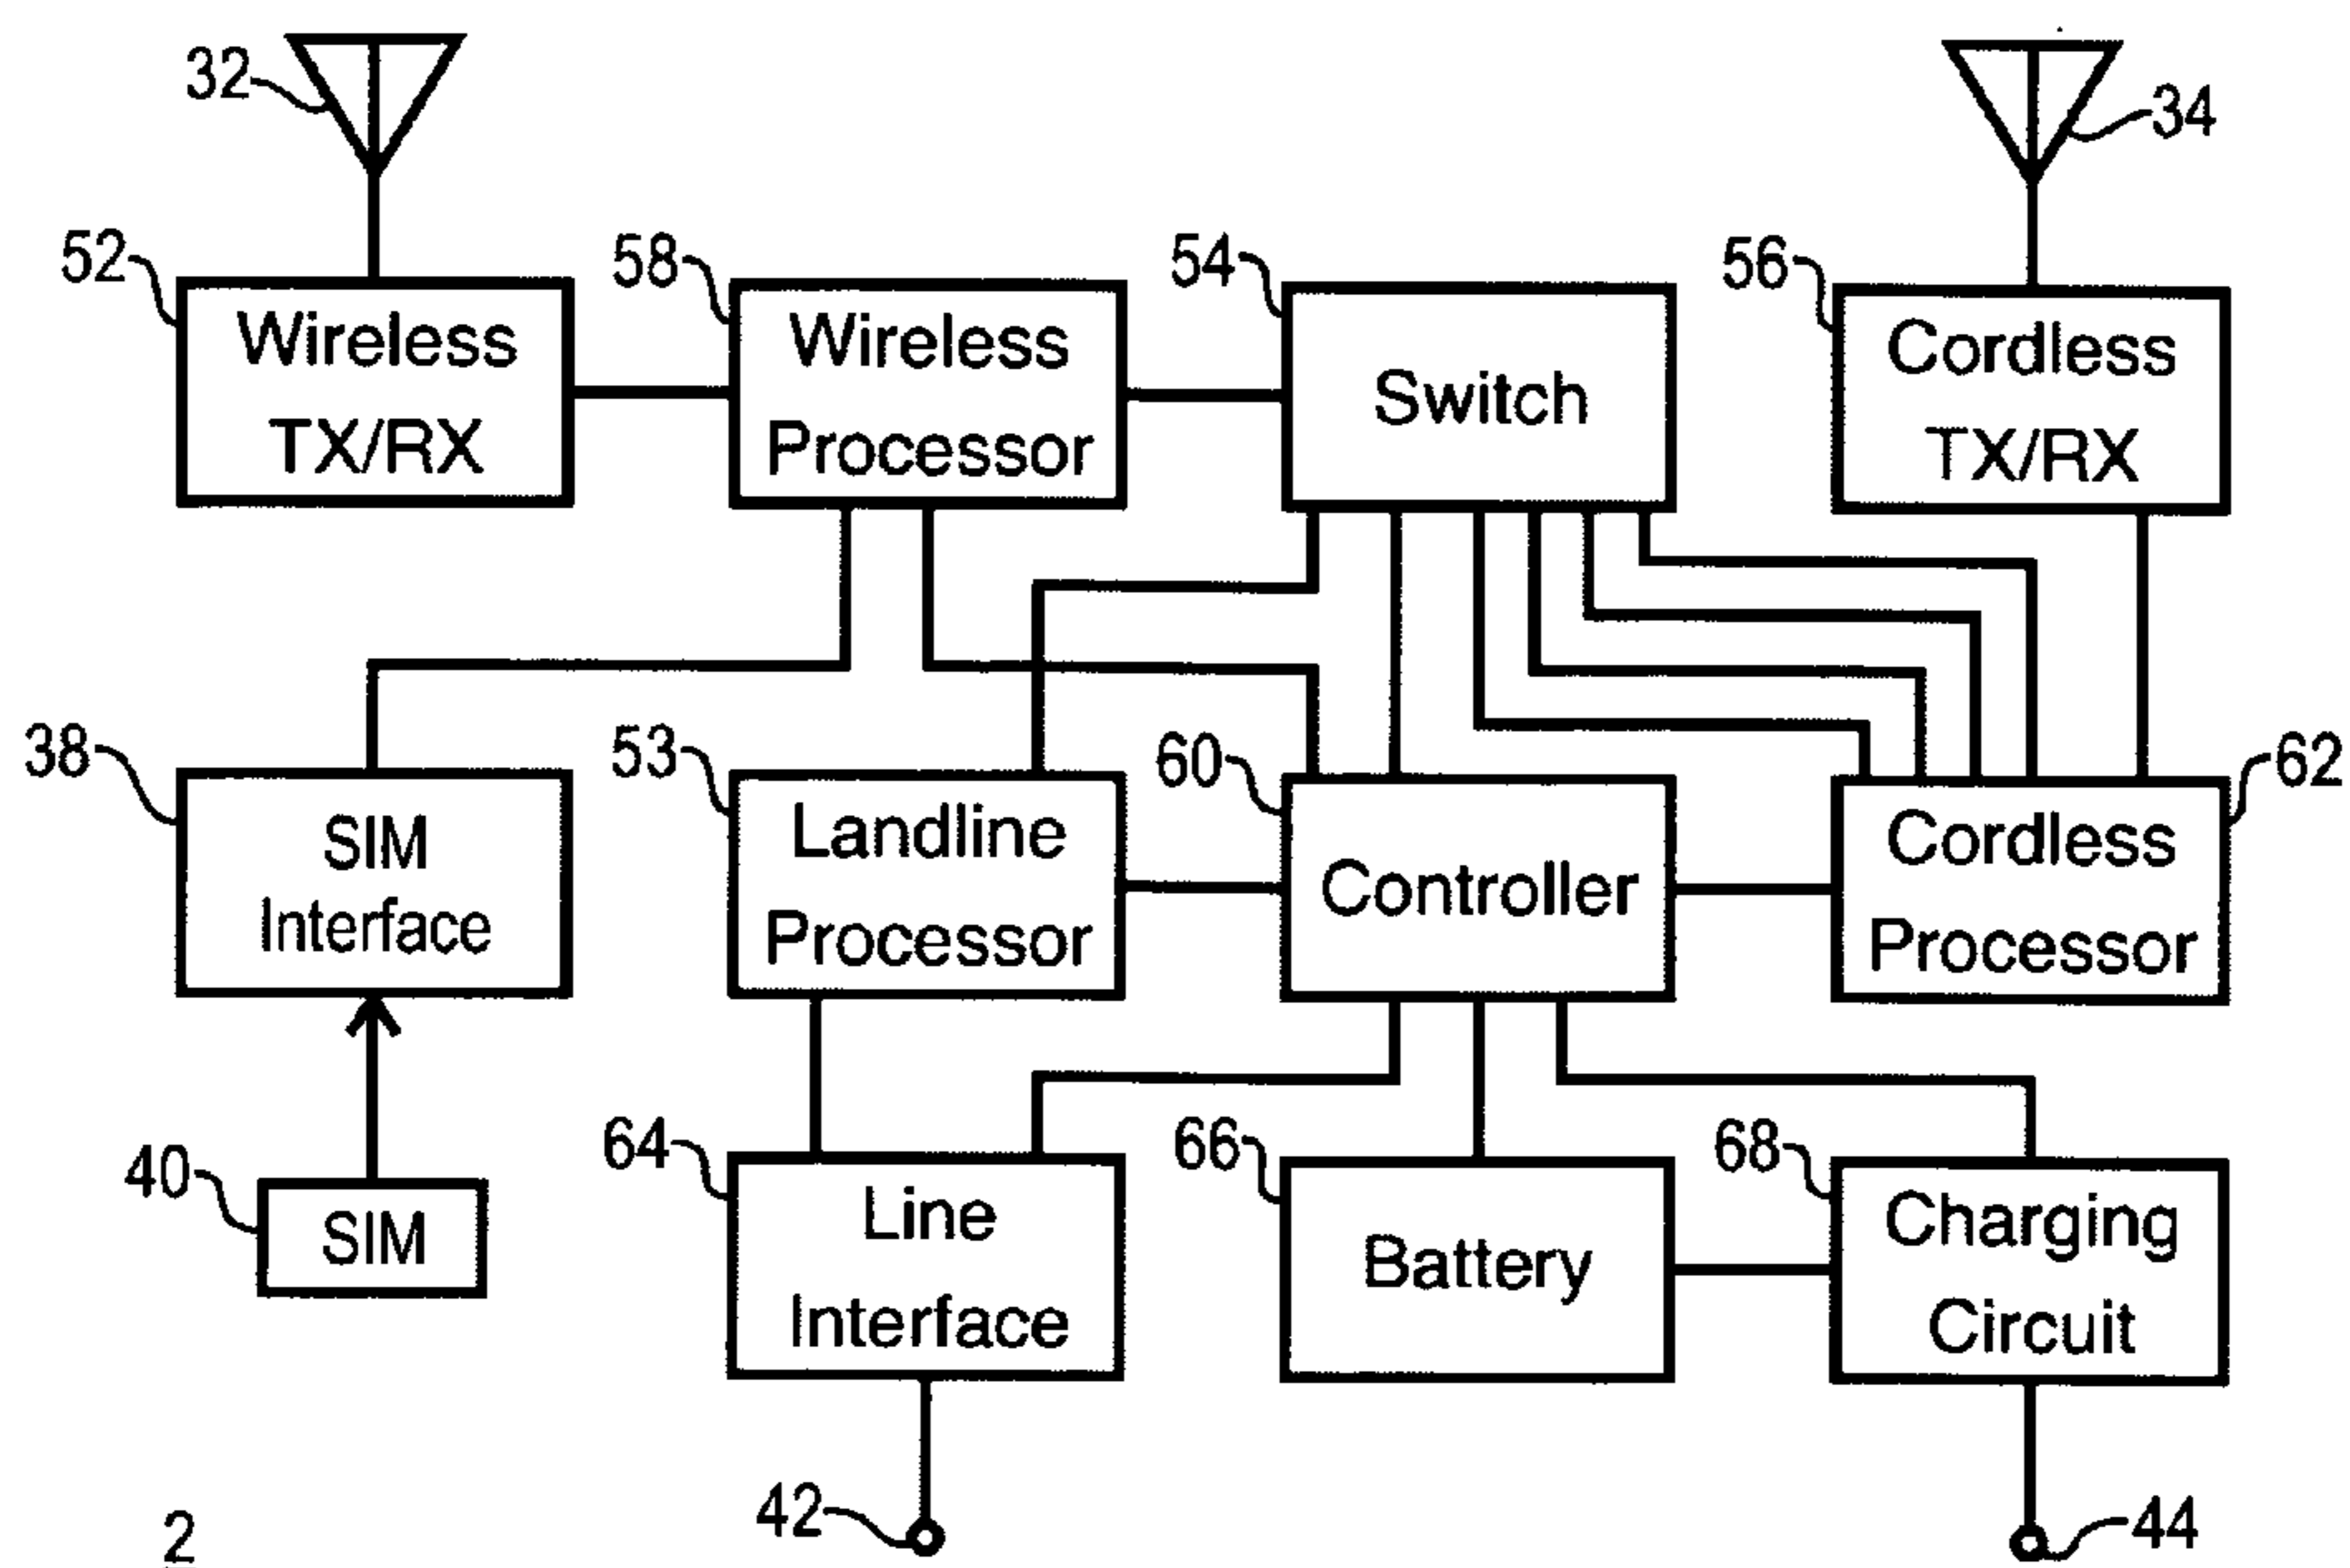 32
34
52
58
54
56
Wireless
TX/RX
Wireless
Processor
Switch
Cordless
TX/RX
38
53
60
62
SIM
Interface
Landline
Processor
Controller
Cordless
Processor
40
64
66
68
SIM
Line
Interface
Battery
Charging
Circuit
42
44
2